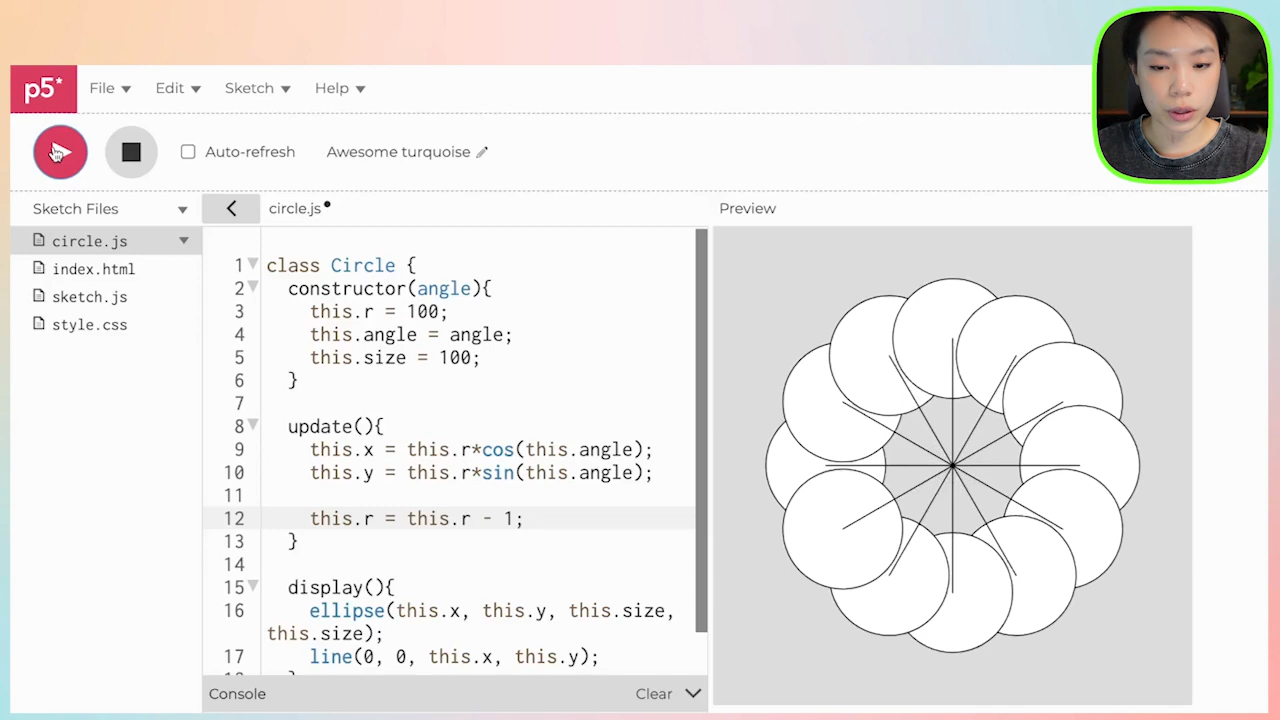 p5*
File
Edit
Sketch
Help
Auto-refresh
Awesome turquoise
Sketch Files
circle.js
Preview
circle.js
index.html
sketch.js
style.css
1 class Circle {
2 constructor(angle){
3 this.r = 100;
4 this.angle = angle;
5 this.size = 100;
6 }
7
8 update(){
9 this.x = this.r*cos(this.angle);
10 this.y = this.r*sin(this.angle);
11
12 this.r = this.r - 1;
13 }
14
15 display(){
16 ellipse(this.x, this.y, this.size,
this.size);
17 line(0, 0, this.x, this.y);
Console
Clear